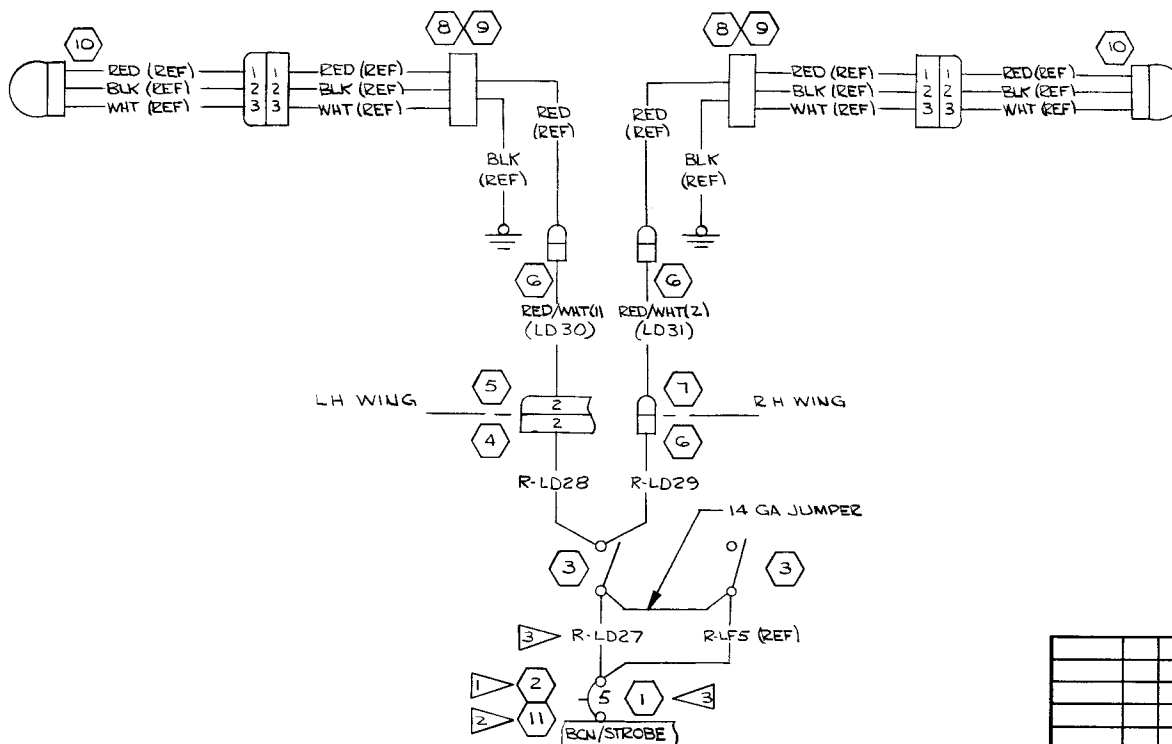 10 8 9 8 9 10
RED (REF) 1 1 RED (REF) RED (REF) 1 1 RED (REF)
BLK (REF) 2 2 BLK (REF) BLK (REF) 2 2 BLK (REF)
WHT (REF) 3 3 WHT (REF) WHT (REF) 3 3 WHT (REF)
RED (REF) RED (REF)
BLK (REF) BLK (REF)
6 6
RED/WHT(1) RED/WHT(2)
(LD30) (LD31)
5 2 7
LH WING RH WING
4 2 6
R-LD28 R-LD29
14 GA JUMPER
3 3
3 R-LD27 R-LF5 (REF)
1 2 5 1 3
2 11
BCN/STROBE